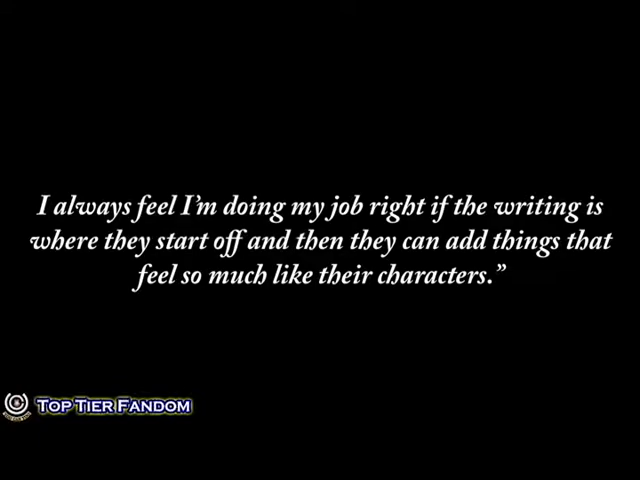 I always feel I'm doing my job right if the writing is
where they start off and then they can add things that
feel so much like their characters.”
Top Tier Fandom